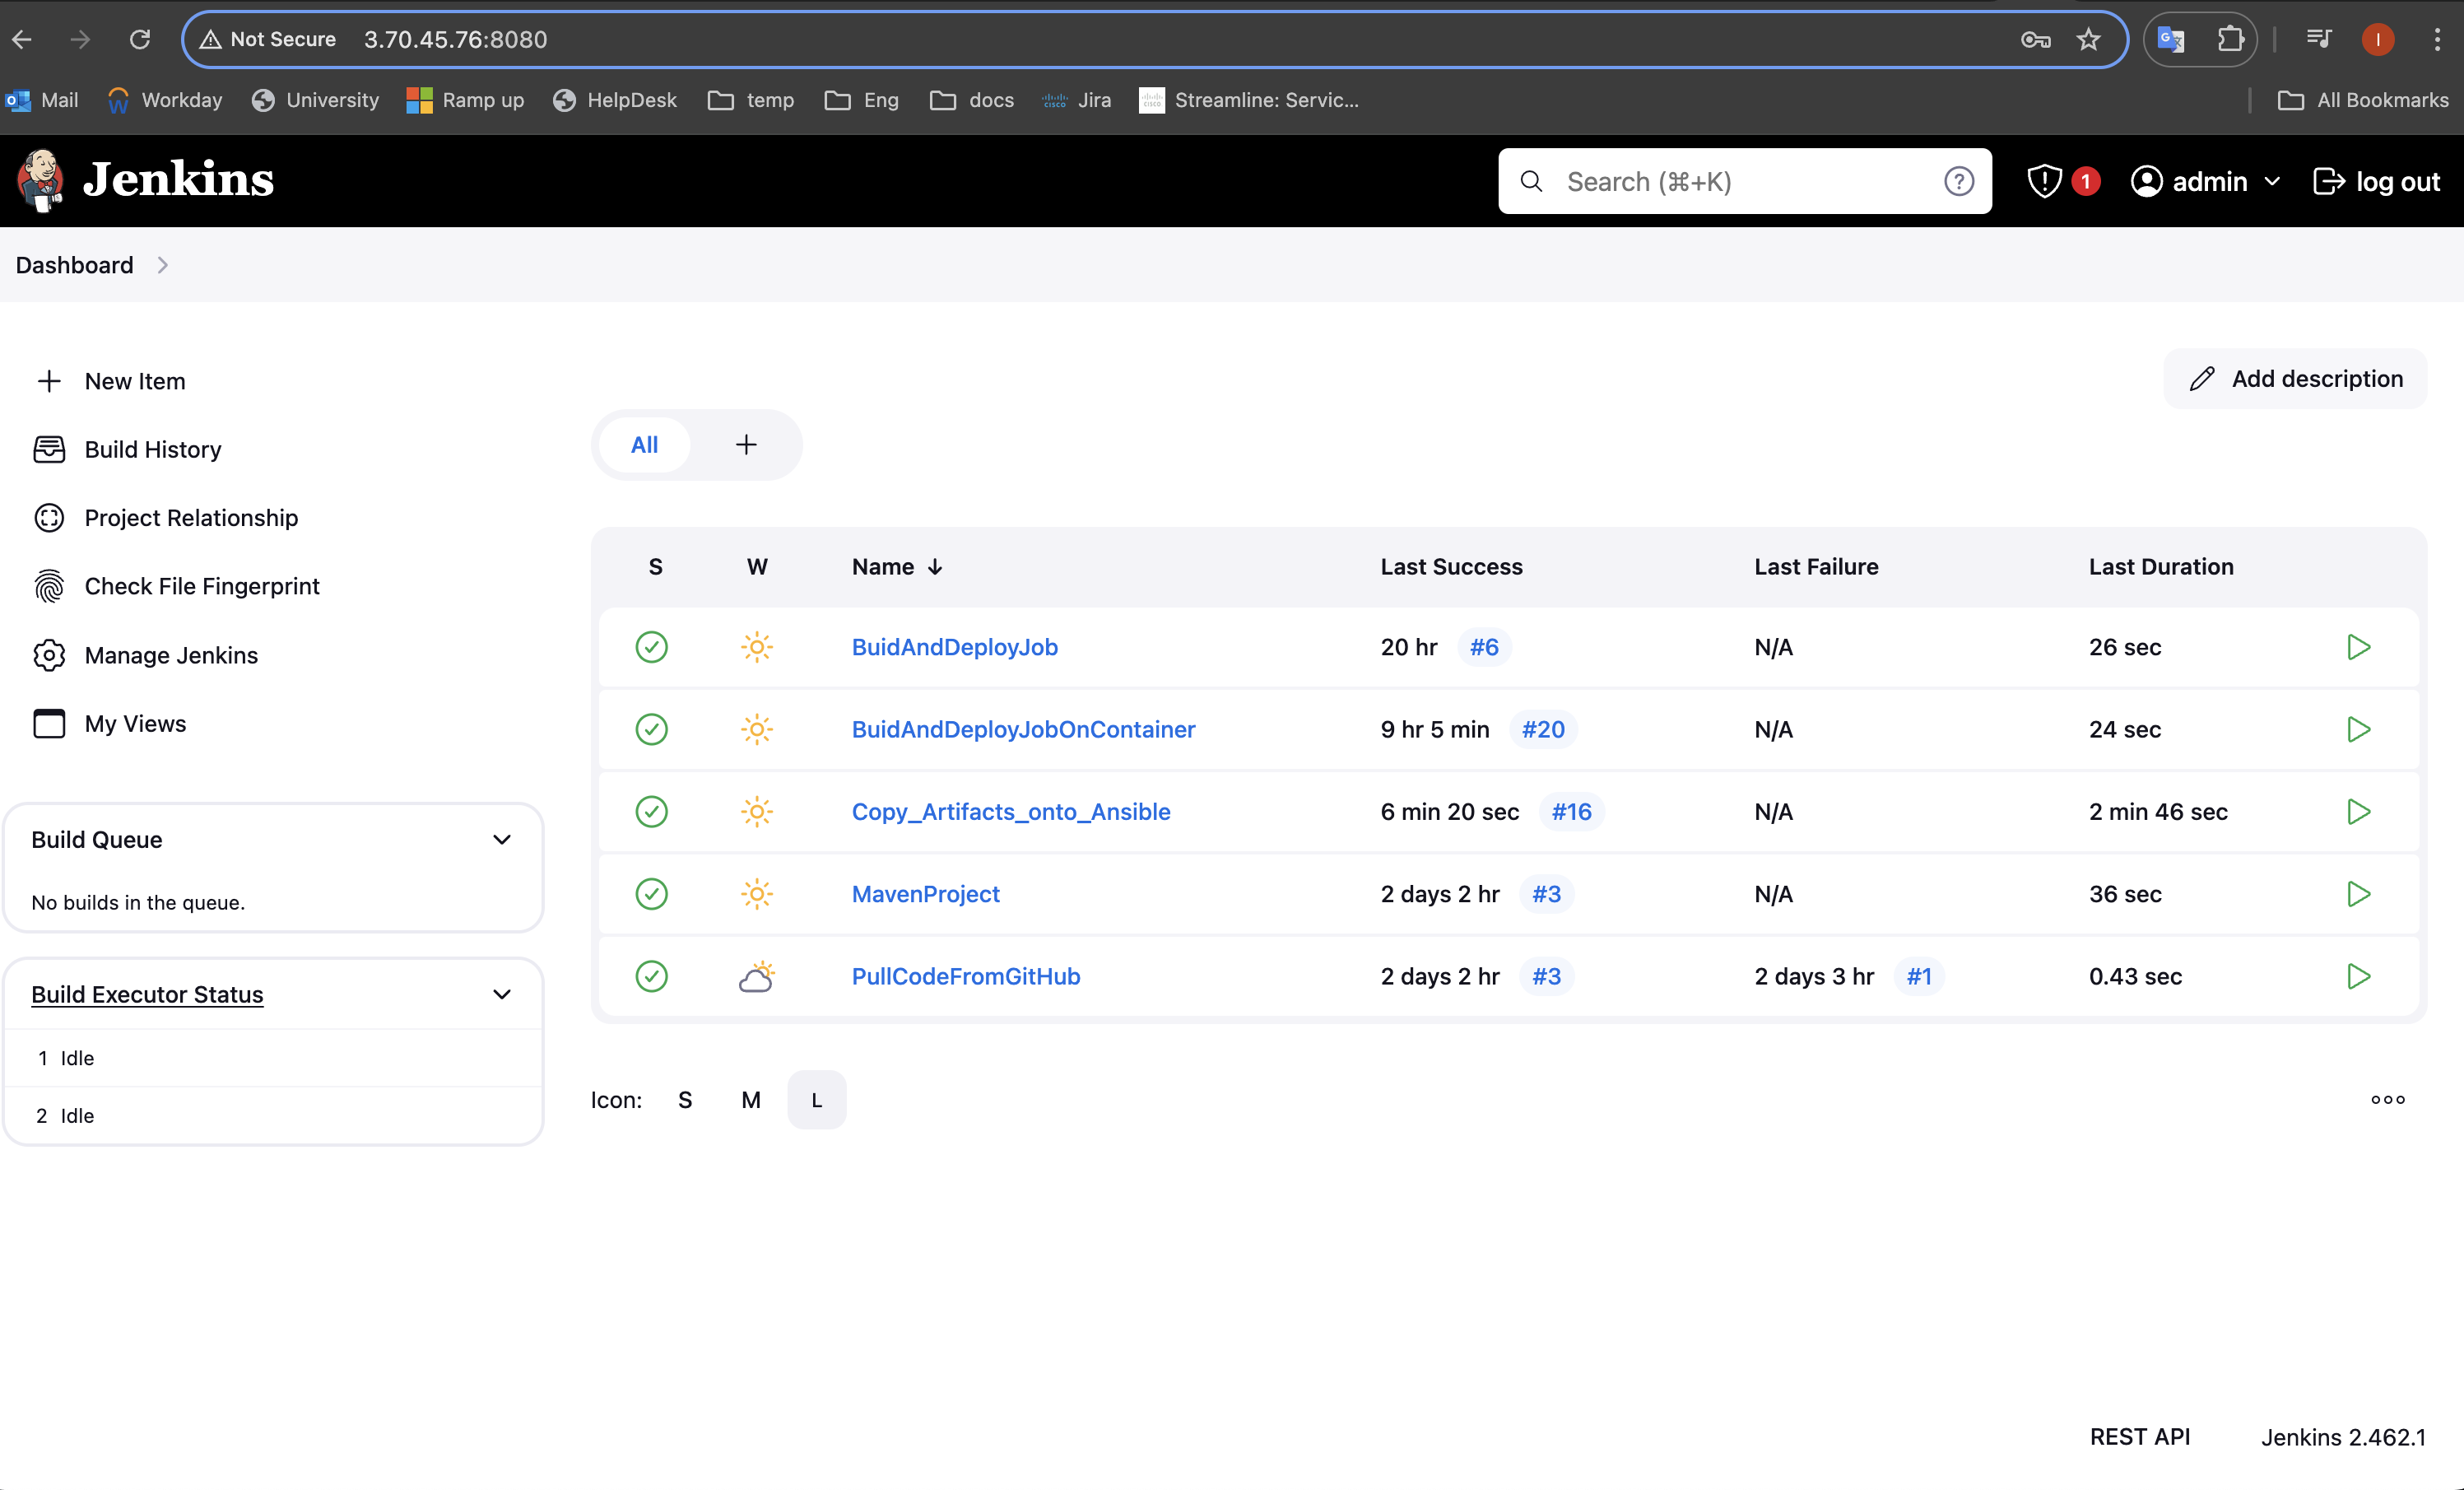 Not Secure 3.70.45.76:8080
Mail Workday University Ramp up HelpDesk temp Eng docs Jira Streamline: Servic... All Bookmarks
Jenkins Search (⌘+K) 1 admin log out
Dashboard
New Item
Build History
Project Relationship
Check File Fingerprint
Manage Jenkins
My Views
Build Queue
No builds in the queue.
Build Executor Status
1 Idle
2 Idle
Add description
All +
S W Name ↓ Last Success Last Failure Last Duration
BuidAndDeployJob 20 hr #6 N/A 26 sec
BuidAndDeployJobOnContainer 9 hr 5 min #20 N/A 24 sec
Copy_Artifacts_onto_Ansible 6 min 20 sec #16 N/A 2 min 46 sec
MavenProject 2 days 2 hr #3 N/A 36 sec
PullCodeFromGitHub 2 days 2 hr #3 2 days 3 hr #1 0.43 sec
Icon: S M L
REST API Jenkins 2.462.1